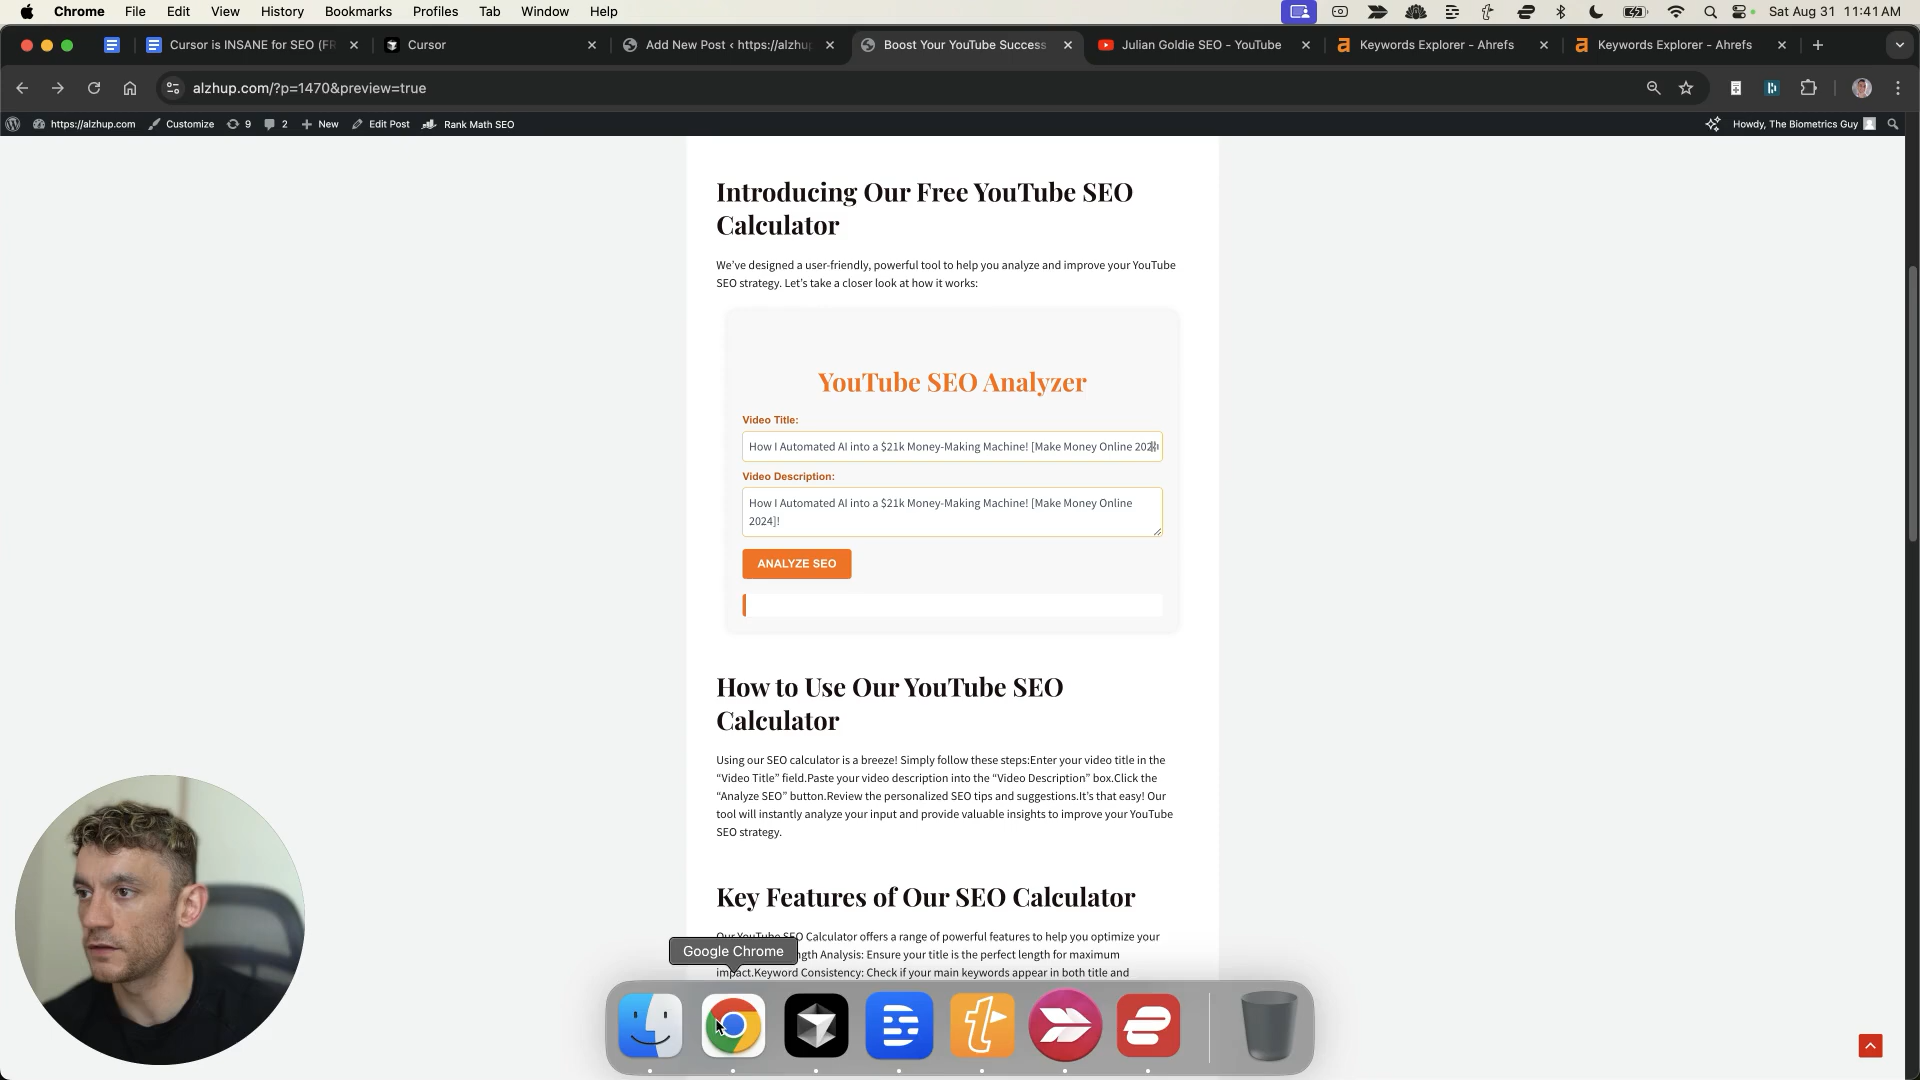 Chrome File Edit View History Bookmarks Profiles Tab Window Help
Sat Aug 31 11:41 AM
Cursor is INSANE for SEO (FR
Cursor
Add New Post ‹ https://alzhup
Boost Your YouTube Success
Julian Goldie SEO - YouTube
Keywords Explorer - Ahrefs
Keywords Explorer - Ahrefs
alzhup.com/?p=1470&preview=true
https://alzhup.com Customize 9 2 New Edit Post Rank Math SEO
Howdy, The Biometrics Guy
Introducing Our Free YouTube SEO
Calculator
We’ve designed a user-friendly, powerful tool to help you analyze and improve your YouTube
SEO strategy. Let’s take a closer look at how it works:
YouTube SEO Analyzer
Video Title:
How I Automated AI into a $21k Money-Making Machine! [Make Money Online
Video Description:
How I Automated AI into a $21k Money-Making Machine! [Make Money Online
2024]!
ANALYZE SEO
How to Use Our YouTube SEO
Calculator
Using our SEO calculator is a breeze! Simply follow these steps:Enter your video title in the
“Video Title” field.Paste your video description into the “Video Description” box.Click the
“Analyze SEO” button.Review the personalized SEO tips and suggestions.It’s that easy! Our
tool will instantly analyze your input and provide valuable insights to improve your YouTube
SEO strategy.
Key Features of Our SEO Calculator
Our YouTube SEO Calculator offers a range of powerful features to help you optimize your
Analysis: Ensure your title is the perfect length for maximum
impact.Keyword Consistency: Check if your main keywords appear in both title and
Google Chrome